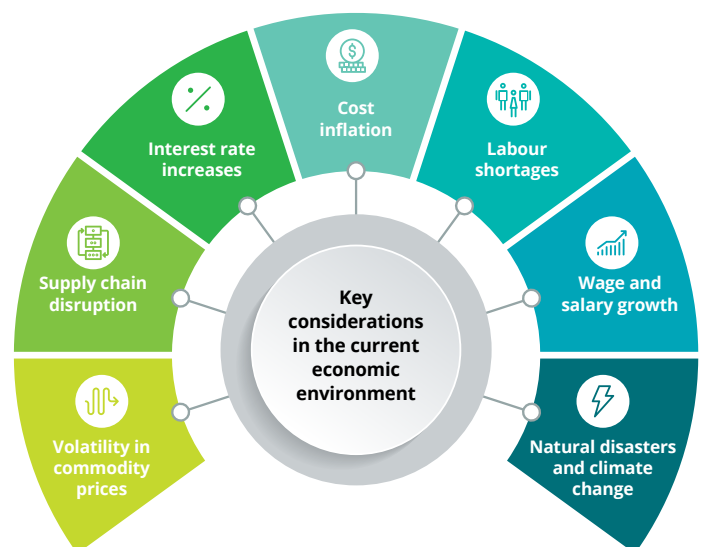 Cost
inflation
Interest rate
increases
Labour
shortages
Supply chain
disruption
Wage and
salary growth
Key
considerations
in the current
economic
environment
Volatility in
commodity
prices
Natural disasters
and climate
change
$